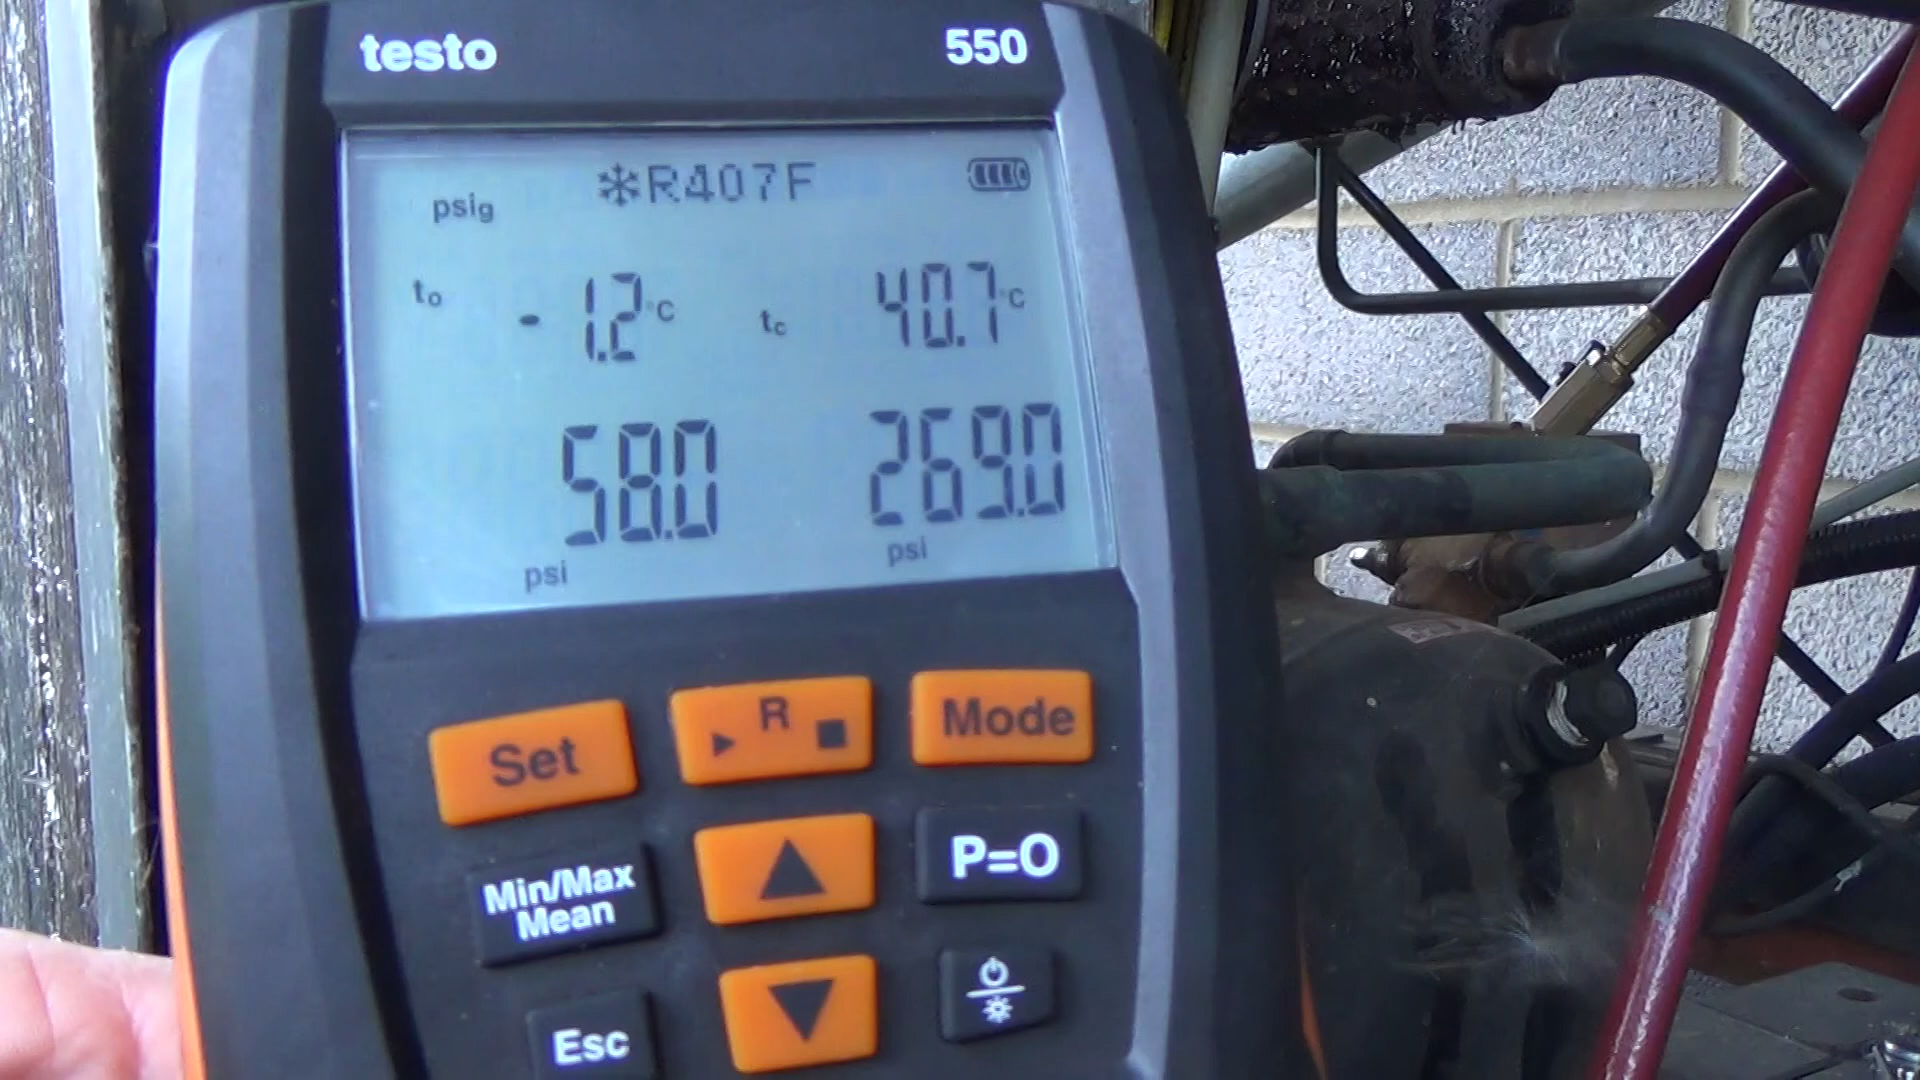 testo 550
R407F
psig
to -1.2 °C tc 40.7 °C
58.0 269.0
psi psi
Set R Mode
Min/Max
Mean
P=O
Esc